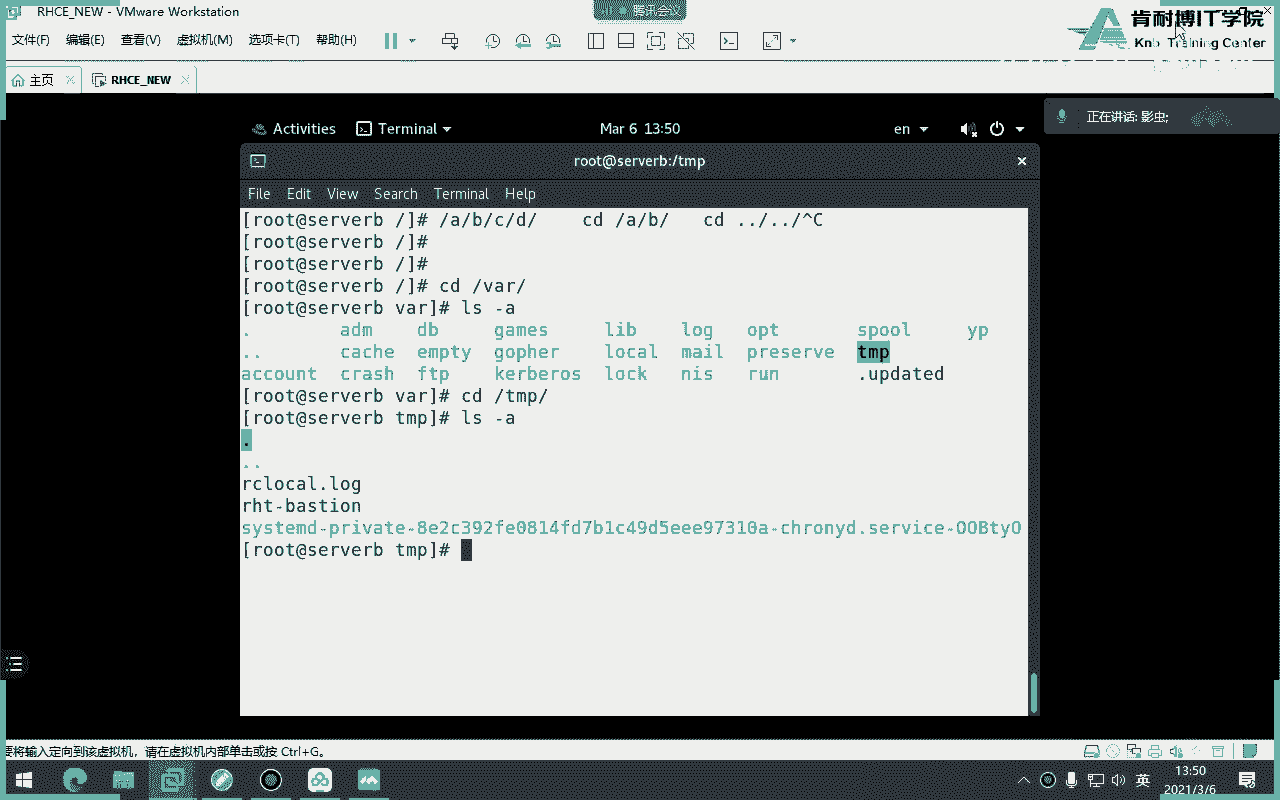 RHCE_NEW - VMware Workstation
腾讯会议
肯耐博IT学院
Knb Training Center
文件(F) 编辑(E) 查看(V) 虚拟机(M) 选项卡(T) 帮助(H)
主页 RHCE_NEW
正在讲话: 影虫;
Activities Terminal Mar 6 13:50 en
root@serverb:/tmp
File Edit View Search Terminal Help
[root@serverb /]# /a/b/c/d/ cd /a/b/ cd ../../^C
[root@serverb /]#
[root@serverb /]#
[root@serverb /]# cd /var/
[root@serverb var]# ls -a
. adm db games lib log opt spool yp
.. cache empty gopher local mail preserve tmp
account crash ftp kerberos lock nis run .updated
[root@serverb var]# cd /tmp/
[root@serverb tmp]# ls -a
.
..
rclocal.log
rht-bastion
systemd-private-8e2c392fe0814fd7b1c49d5eee97310a-chronyd.service-OOBtyO
[root@serverb tmp]#
要将输入定向到该虚拟机，请在虚拟机内部单击或按 Ctrl+G。
英
13:50
2021/3/6